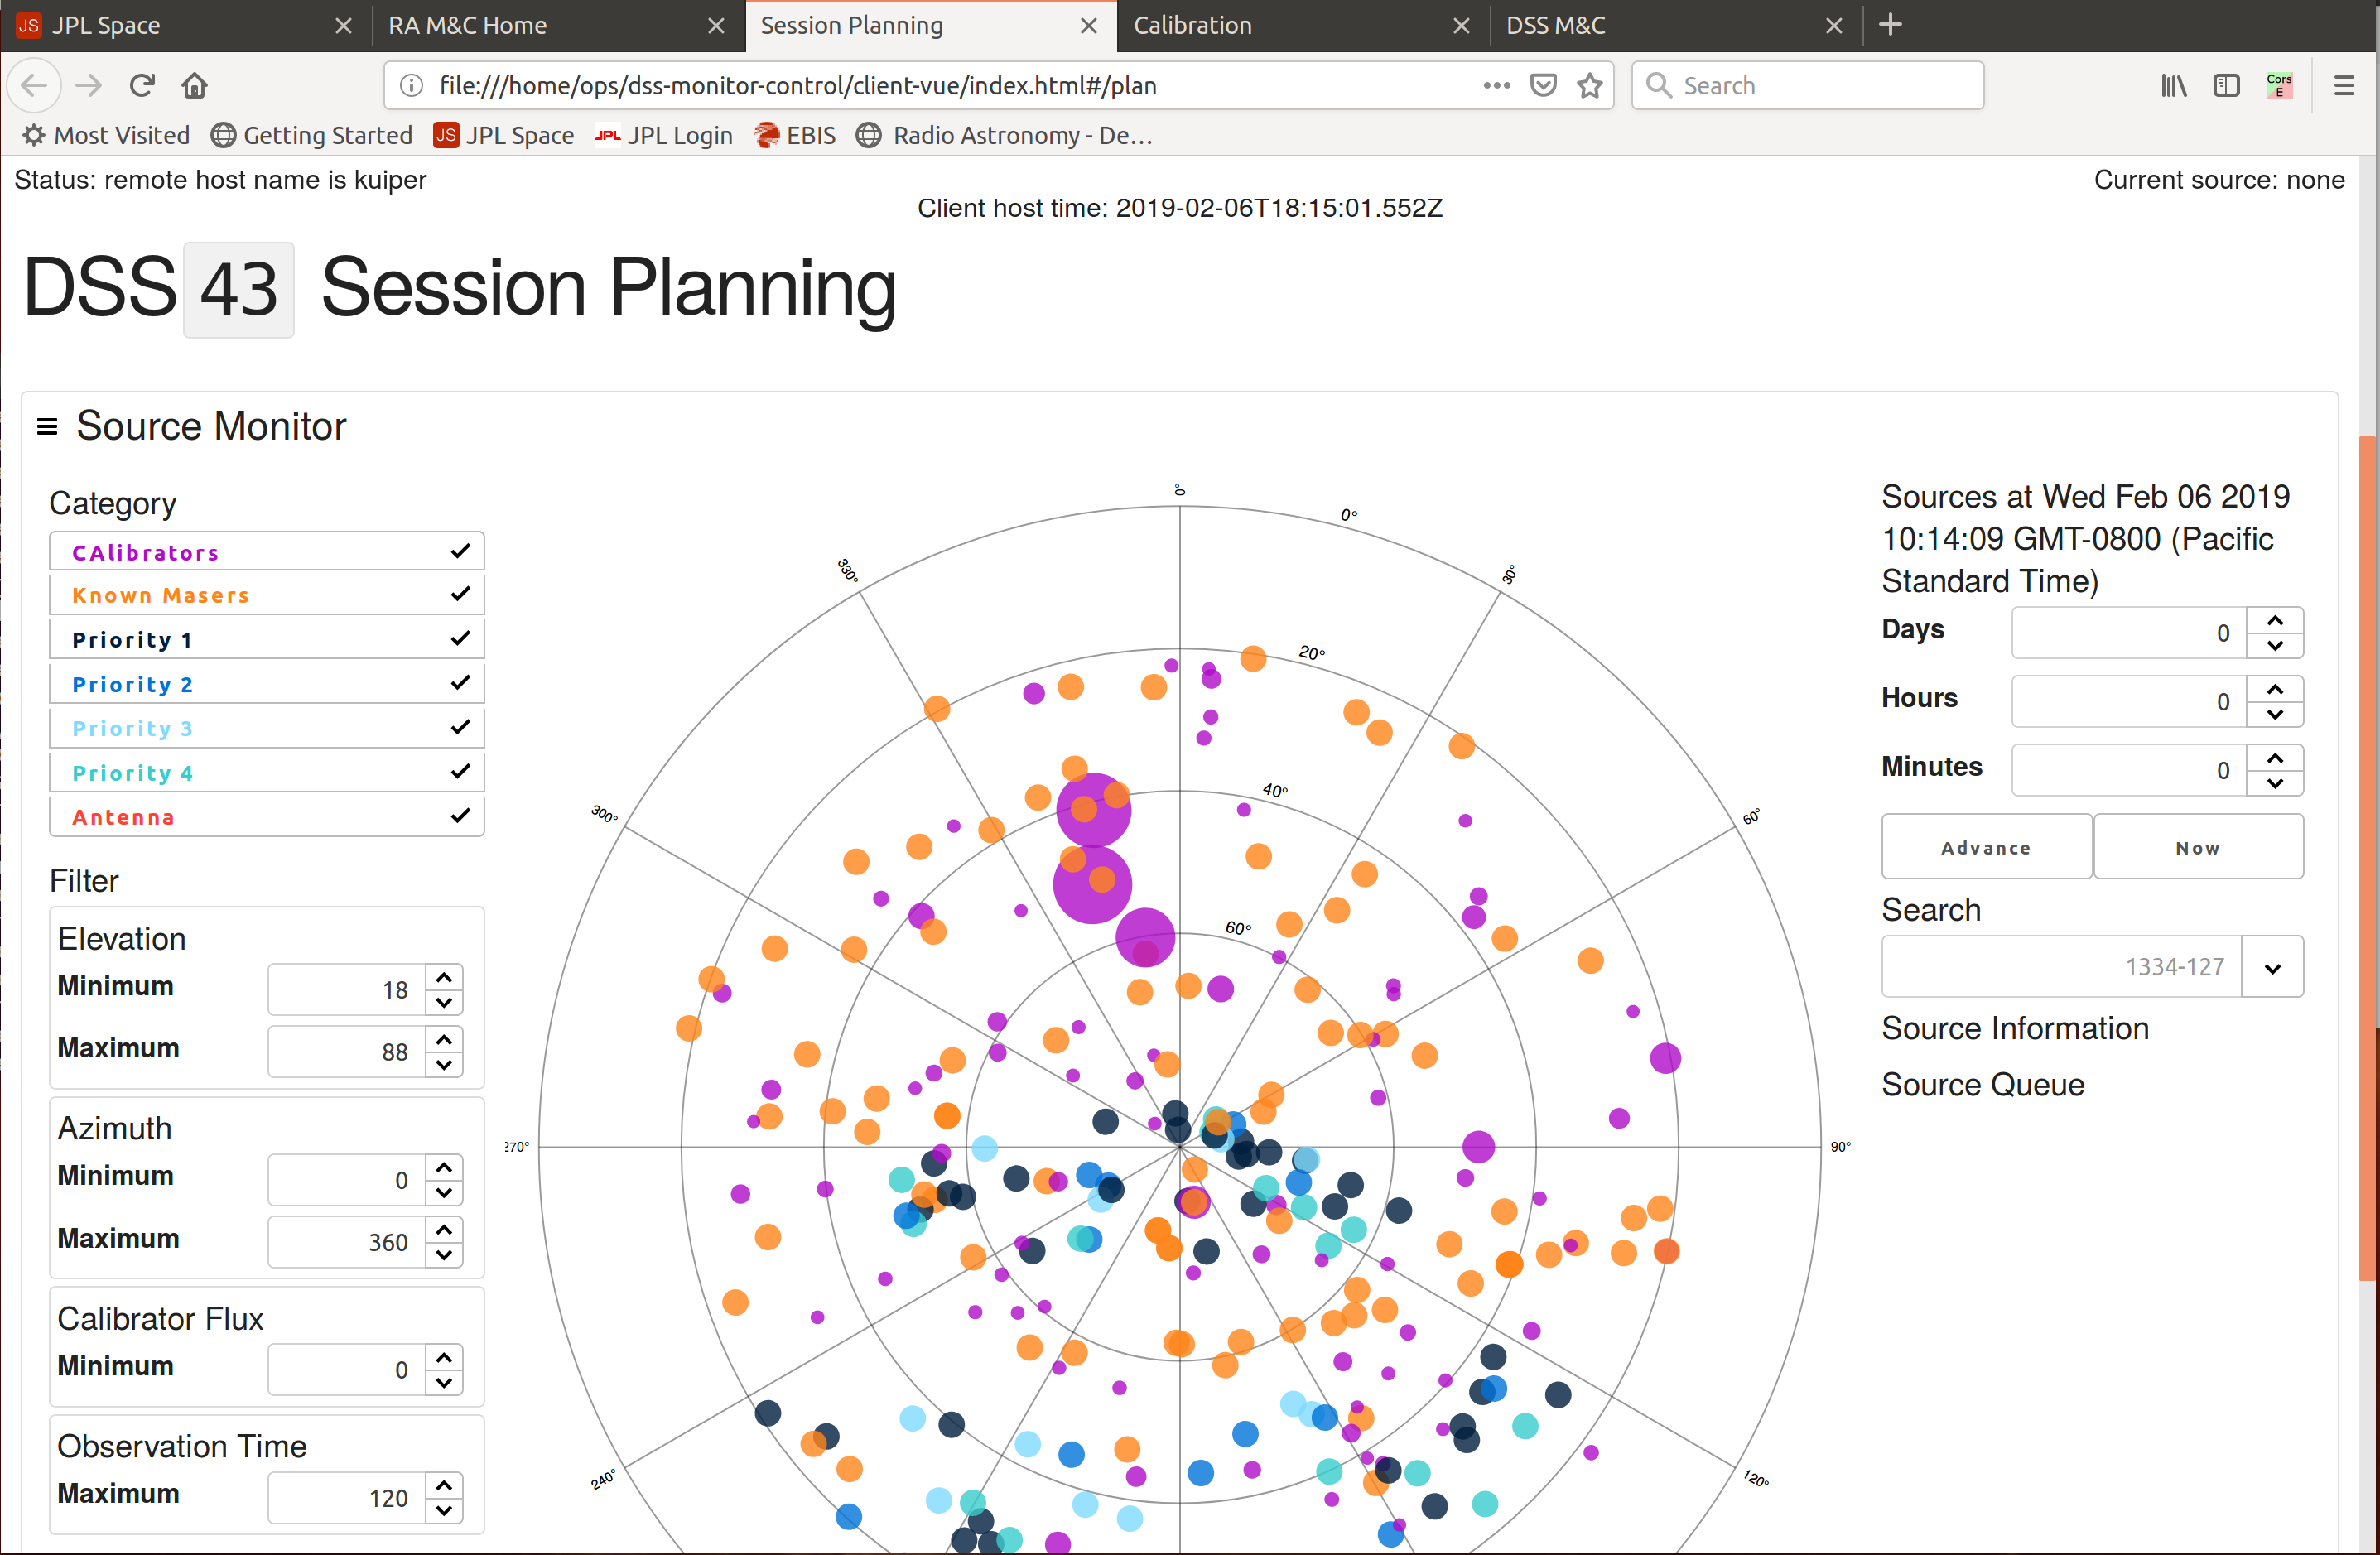 JPL Space
RA M&C Home
Session Planning
Calibration
DSS M&C
file:///home/ops/dss-monitor-control/client-vue/index.html#/plan
Search
Cors
E
Most Visited
Getting Started
JS JPL Space
JPL JPL Login
EBIS
Radio Astronomy - De…
Status: remote host name is kuiper
Current source: none
Client host time: 2019-02-06T18:15:01.552Z
DSS 43 Session Planning
Source Monitor
Category
CAlibrators
Known Masers
Priority 1
Priority 2
Priority 3
Priority 4
Antenna
Filter
Elevation
Minimum 18
Maximum 88
Azimuth
Minimum 0
Maximum 360
Calibrator Flux
Minimum 0
Observation Time
Maximum 120
0°
0°
330°
30°
20°
300°
40°
60°
60°
270°
90°
240°
120°
Sources at Wed Feb 06 2019
10:14:09 GMT-0800 (Pacific
Standard Time)
Days 0
Hours 0
Minutes 0
Advance
Now
Search
1334-127
Source Information
Source Queue